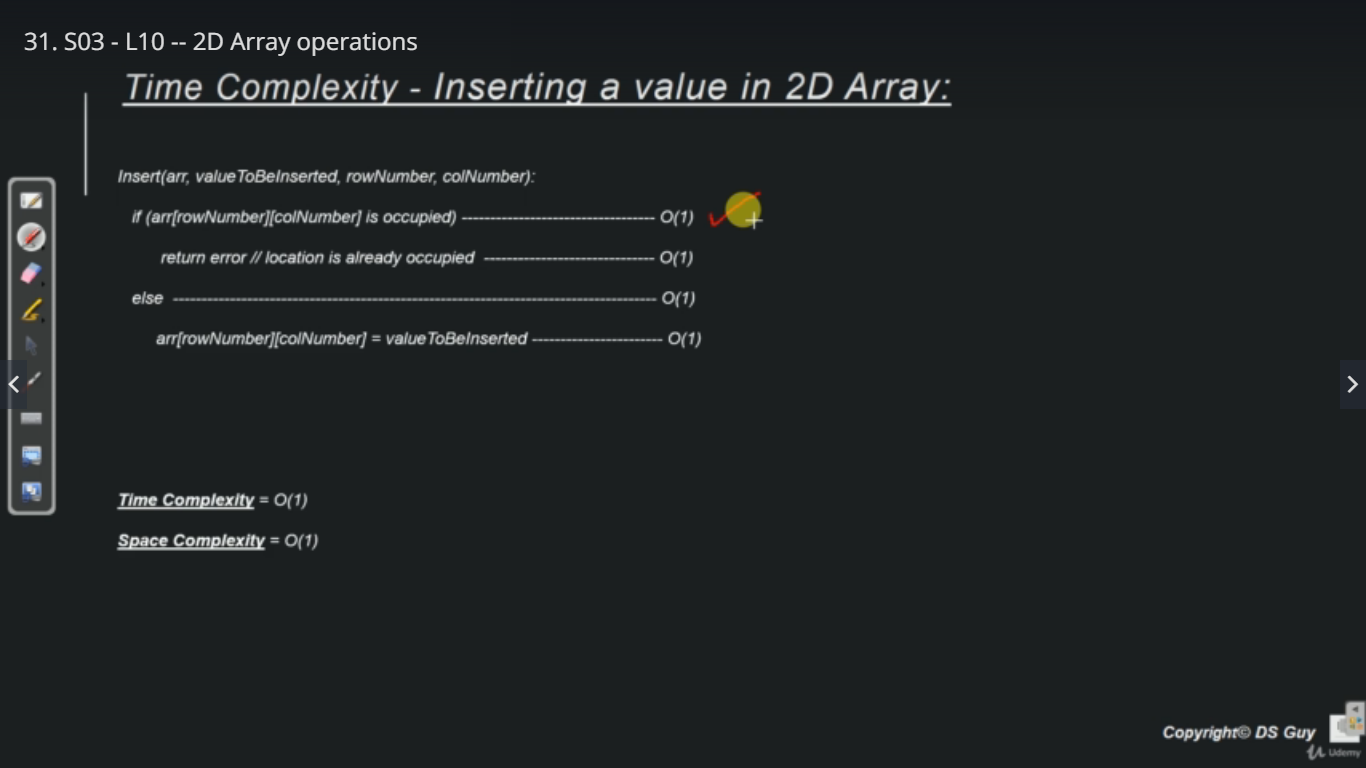 31. S03 - L10 -- 2D Array operations
Time Complexity - Inserting a value in 2D Array:
Insert(arr, valueToBeInserted, rowNumber, colNumber):
if (arr[rowNumber][colNumber] is occupied) ---------------------------------- O(1)
return error // location is already occupied ------------------------------ O(1)
else ------------------------------------------------------------------------------------- O(1)
arr[rowNumber][colNumber] = valueToBeInserted ----------------------- O(1)
Time Complexity = O(1)
Space Complexity = O(1)
Copyright© DS Guy
Udemy